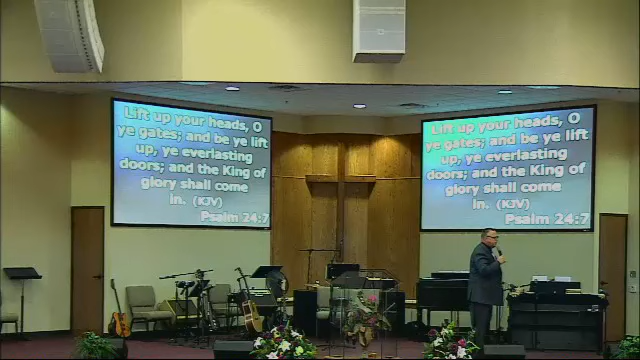 Lift up your heads, O
ye gates; and be ye lift
up, ye everlasting
doors; and the King of
glory shall come
in. (KJV)
Psalm 24:7
Lift up your heads, O
ye gates; and be ye lift
up, ye everlasting
doors; and the King of
glory shall come
in. (KJV)
Psalm 24:7